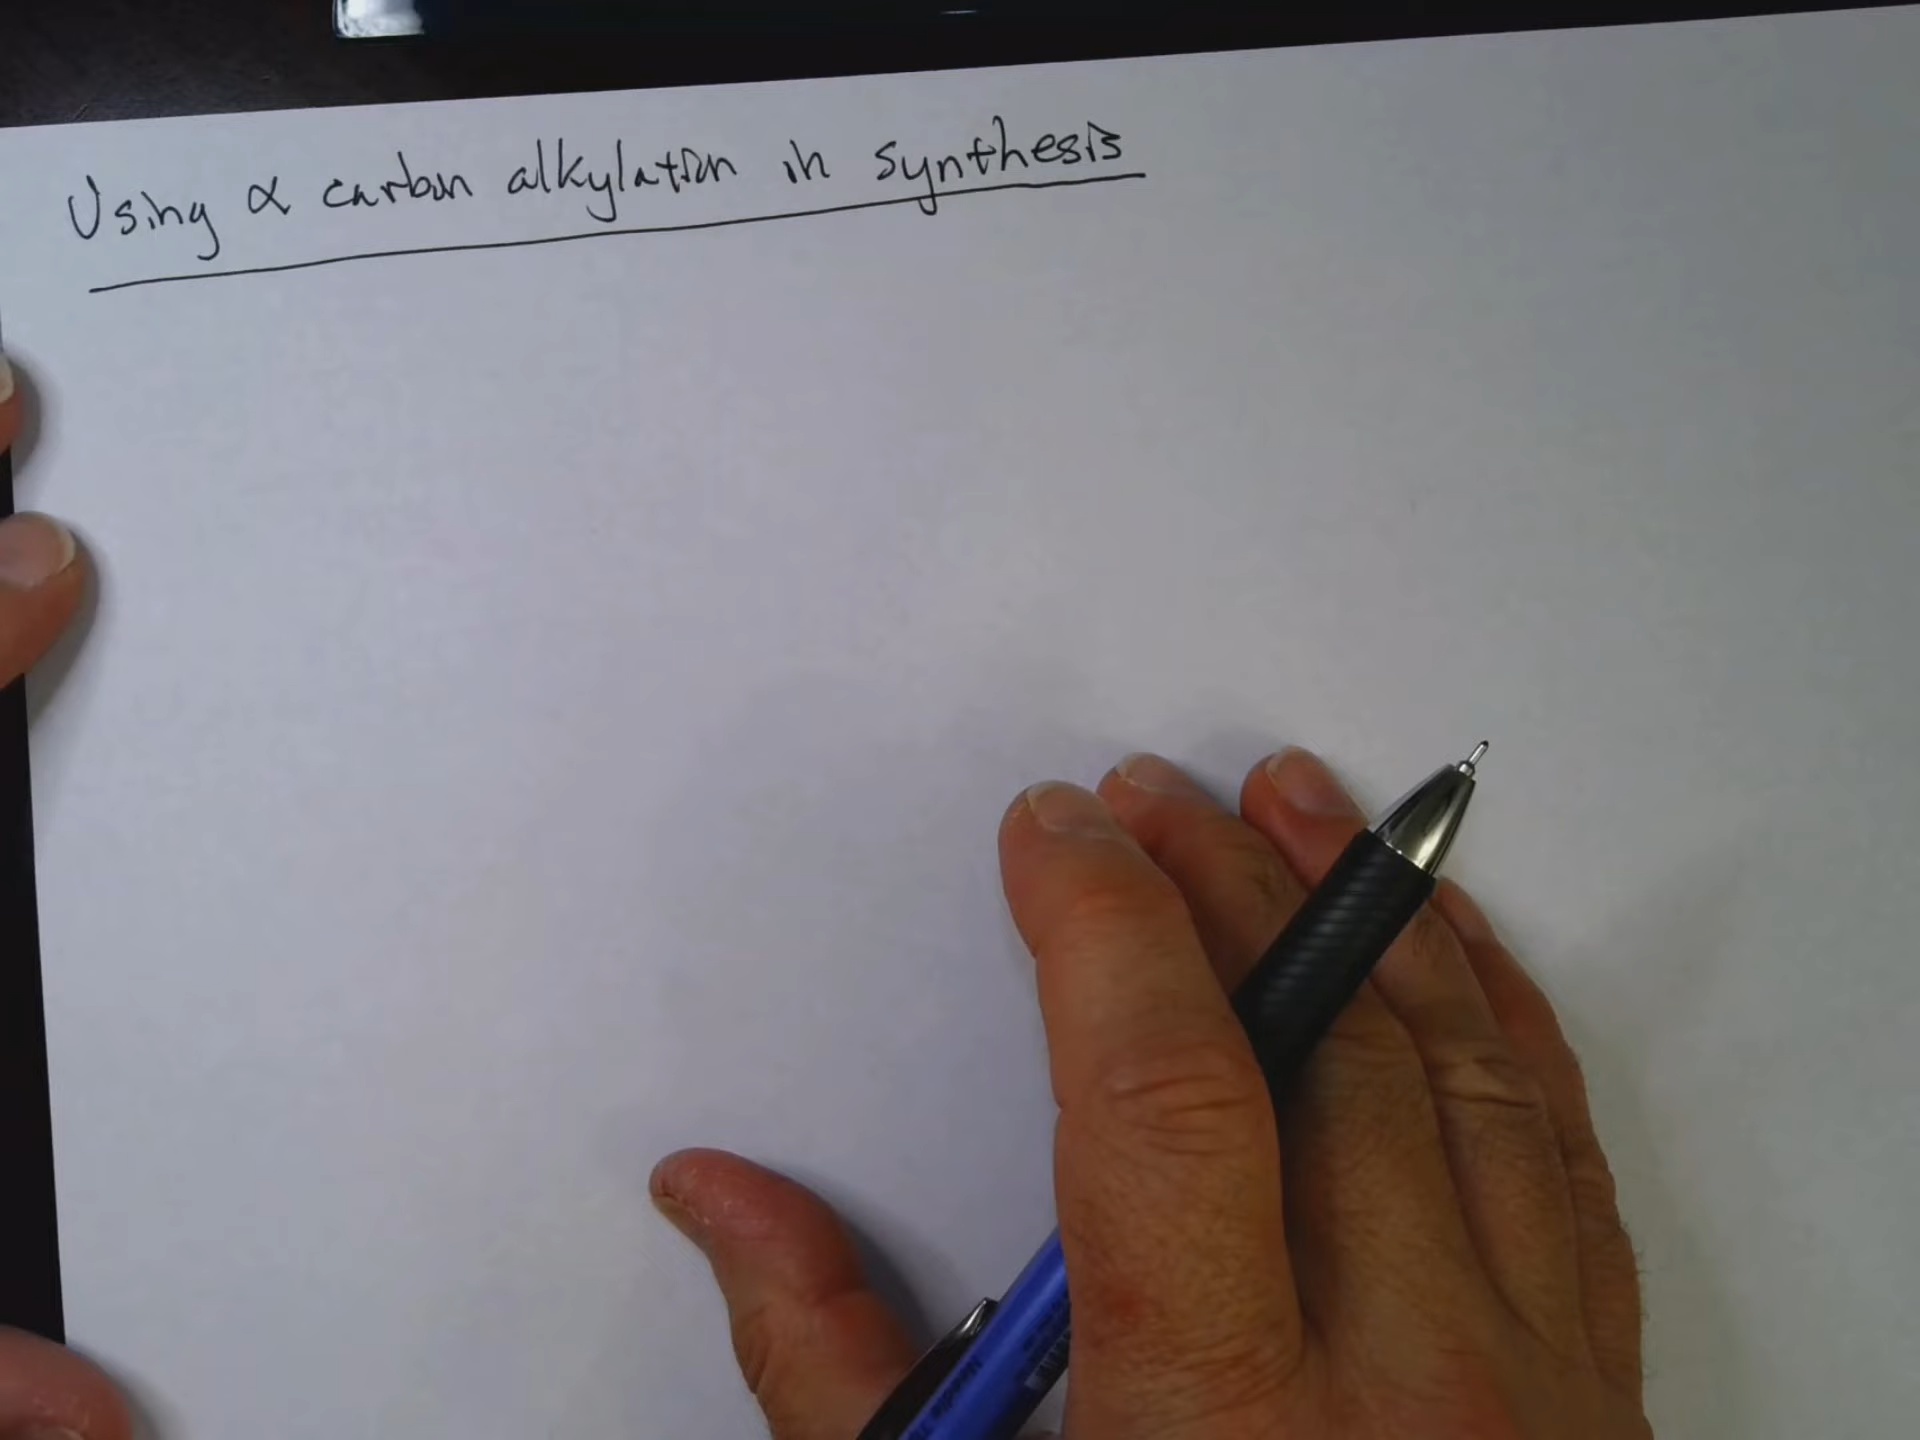 Using α carbon alkylation in synthesis